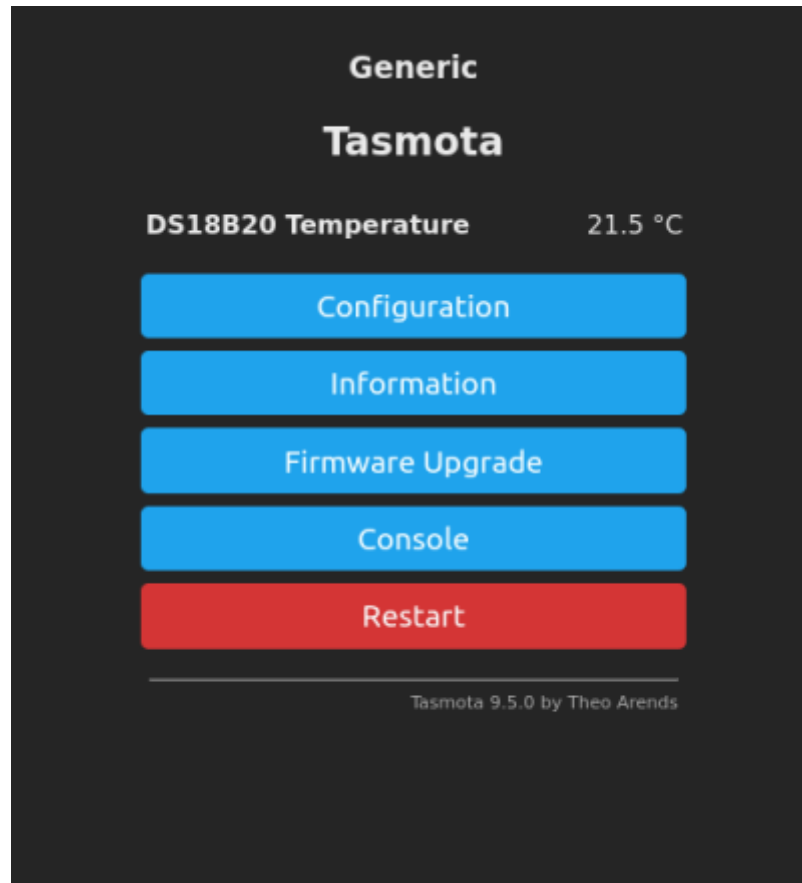 Generic
Tasmota
DS18B20 Temperature 21.5 °C
Configuration
Information
Firmware Upgrade
Console
Restart
Tasmota 9.5.0 by Theo Arends